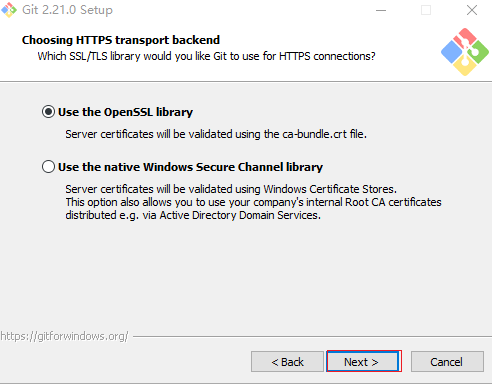 Git 2.21.0 Setup
Choosing HTTPS transport backend
Which SSL/TLS library would you like Git to use for HTTPS connections?
Use the OpenSSL library
Server certificates will be validated using the ca-bundle.crt file.
Use the native Windows Secure Channel library
Server certificates will be validated using Windows Certificate Stores.
This option also allows you to use your company's internal Root CA certificates
distributed e.g. via Active Directory Domain Services.
https://gitforwindows.org/
< Back
Next >
Cancel